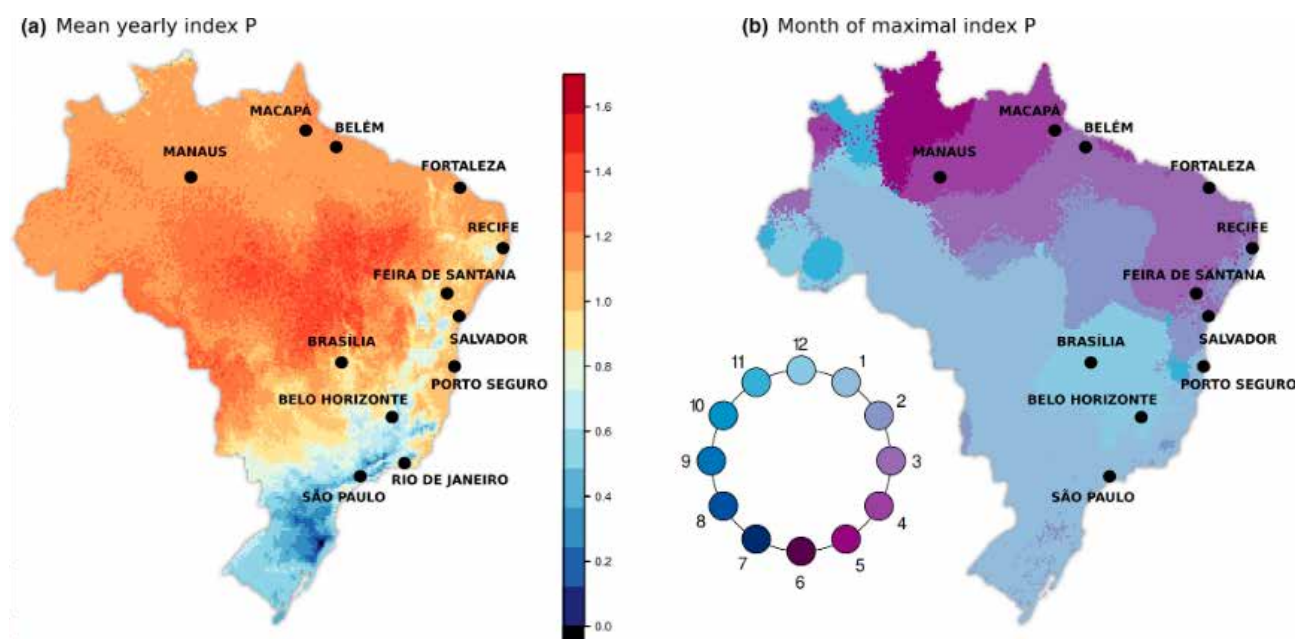 (a) Mean yearly index P
MACAPÁ
BELÉM
MANAUS
FORTALEZA
RECIFE
FEIRA DE SANTANA
SALVADOR
BRASÍLIA
PORTO SEGURO
BELO HORIZONTE
RIO DE JANEIRO
SÃO PAULO
1.6
1.4
1.2
1.0
0.8
0.6
0.4
0.2
0.0
(b) Month of maximal index P
MACAPÁ
BELÉM
MANAUS
FORTALEZA
RECIFE
FEIRA DE SANTANA
SALVADOR
BRASÍLIA
PORTO SEGURO
BELO HORIZONTE
SÃO PAULO
12
1
2
3
4
5
6
7
8
9
10
11